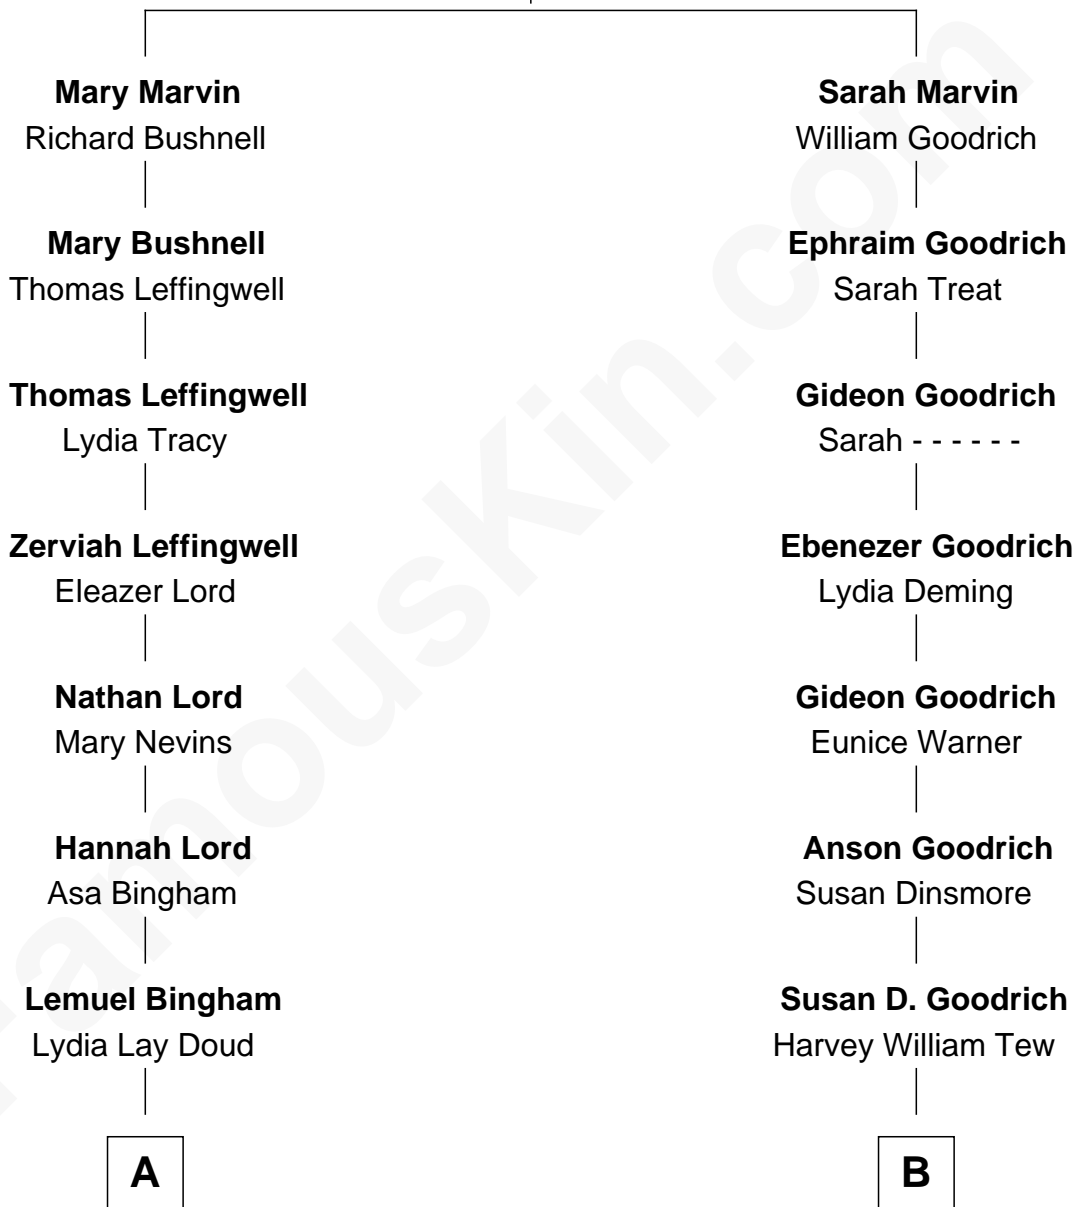 Mary Marvin
Richard Bushnell
Mary Bushnell
Thomas Leffingwell
Thomas Leffingwell
Lydia Tracy
Zerviah Leffingwell
Eleazer Lord
Nathan Lord
Mary Nevins
Hannah Lord
Asa Bingham
Lemuel Bingham
Lydia Lay Doud
A
Sarah Marvin
William Goodrich
Ephraim Goodrich
Sarah Treat
Gideon Goodrich
Sarah - - - - - -
Ebenezer Goodrich
Lydia Deming
Gideon Goodrich
Eunice Warner
Anson Goodrich
Susan Dinsmore
Susan D. Goodrich
Harvey William Tew
B
FamousKin.com